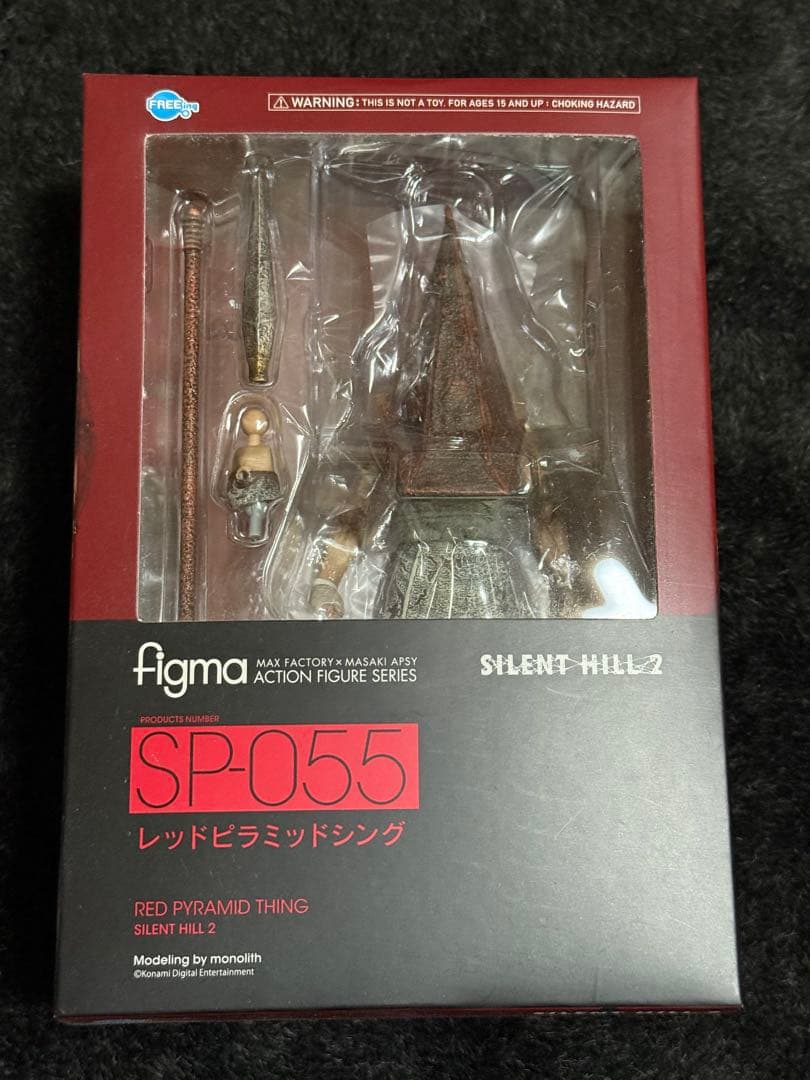 FREEing
⚠ WARNING: THIS IS NOT A TOY. FOR AGES 15 AND UP : CHOKING HAZARD
figma MAX FACTORY × MASAKI APSY
ACTION FIGURE SERIES
SILENT HILL 2
PRODUCTS NUMBER
SP-055
レッドピラミッドシング
RED PYRAMID THING
SILENT HILL 2
Modeling by monolith
©Konami Digital Entertainment